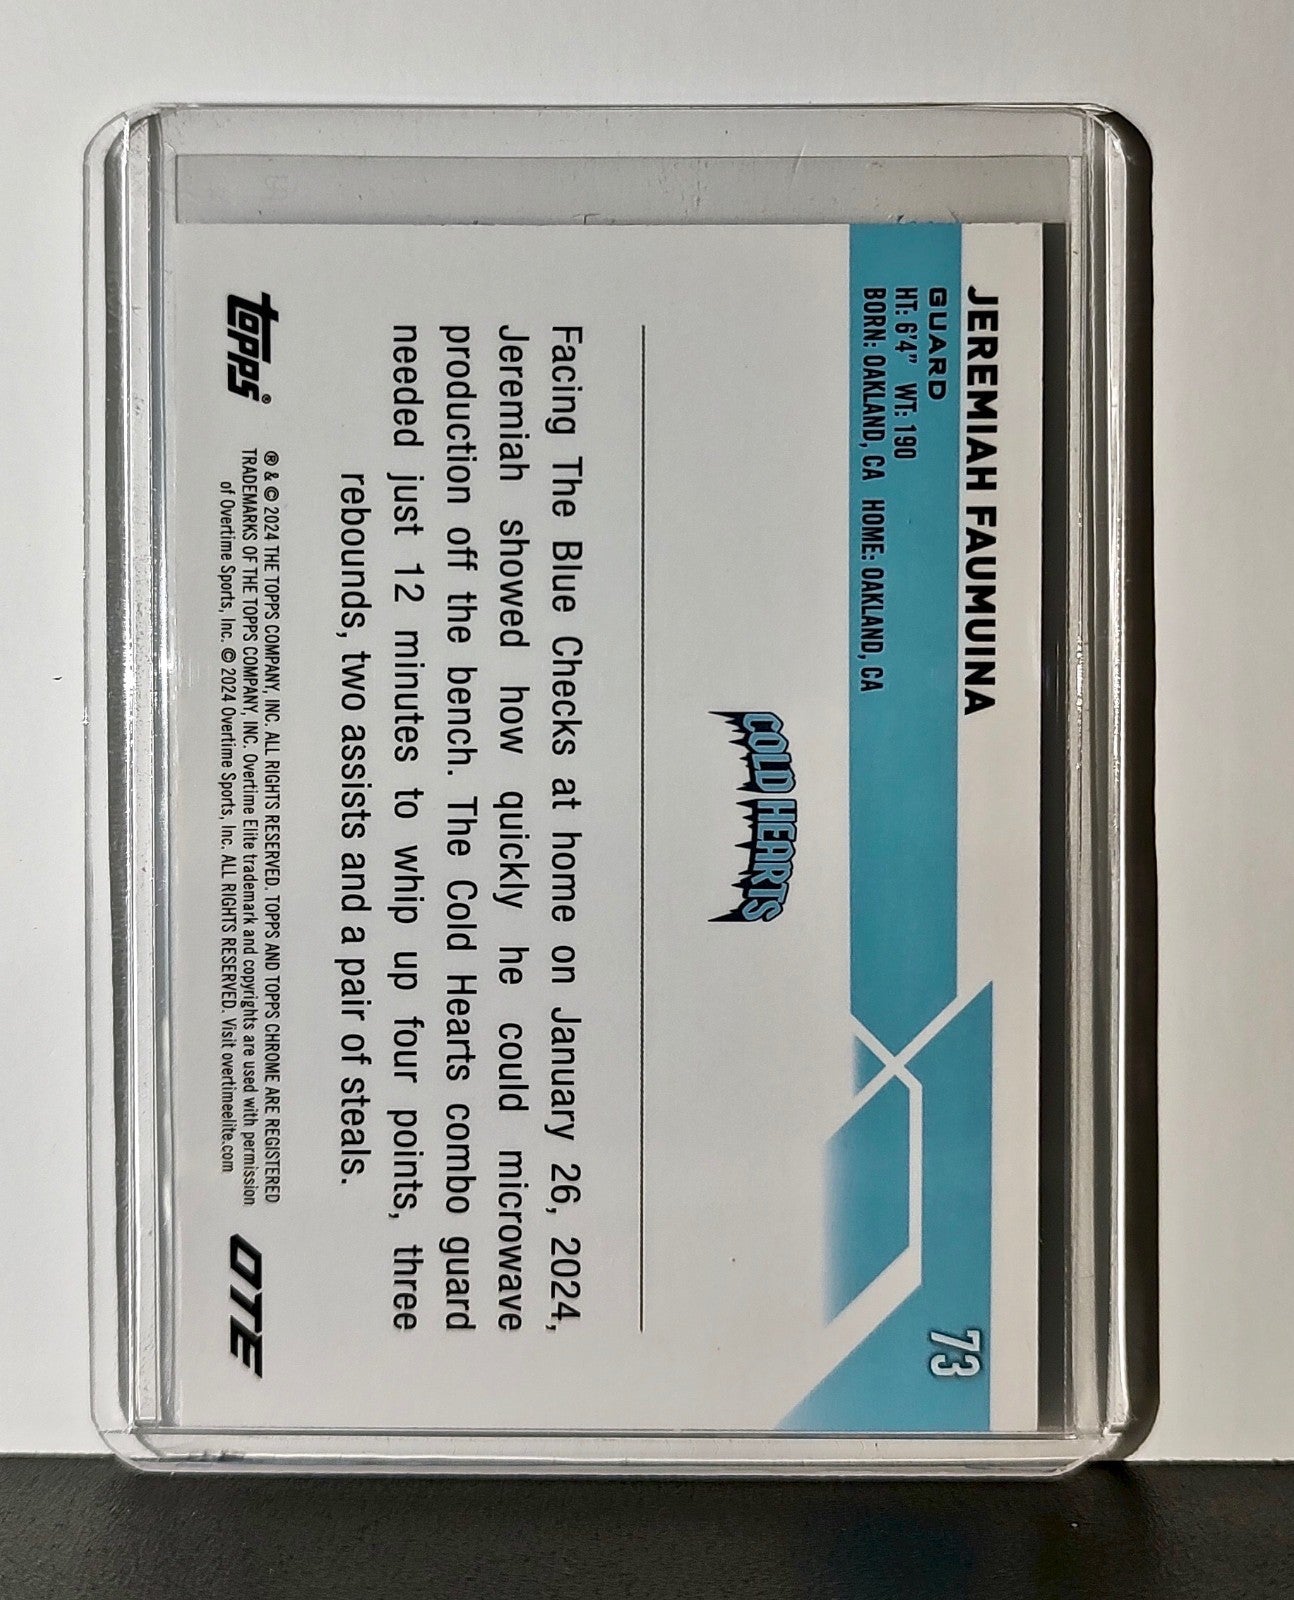 JEREMIAH FAUMUINA
GUARD
HT: 6'4" WT: 190
BORN: OAKLAND, CA HOME: OAKLAND, CA
73
COLD HEARTS
Facing The Blue Checks at home on January 26, 2024,
Jeremiah showed how quickly he could microwave
production off the bench. The Cold Hearts combo guard
needed just 12 minutes to whip up four points, three
rebounds, two assists and a pair of steals.
topps®
® & © 2024 THE TOPPS COMPANY, INC. ALL RIGHTS RESERVED. TOPPS AND TOPPS CHROME ARE REGISTERED
TRADEMARKS OF THE TOPPS COMPANY, INC. Overtime Elite trademark and copyrights are used with permission
of Overtime Sports, Inc. © 2024 Overtime Sports, Inc. ALL RIGHTS RESERVED. Visit overtimeelite.com
OTE